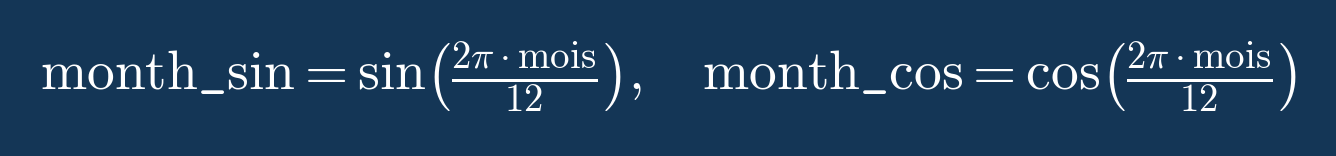 month_sin = sin(2π · mois / 12), month_cos = cos(2π · mois / 12)